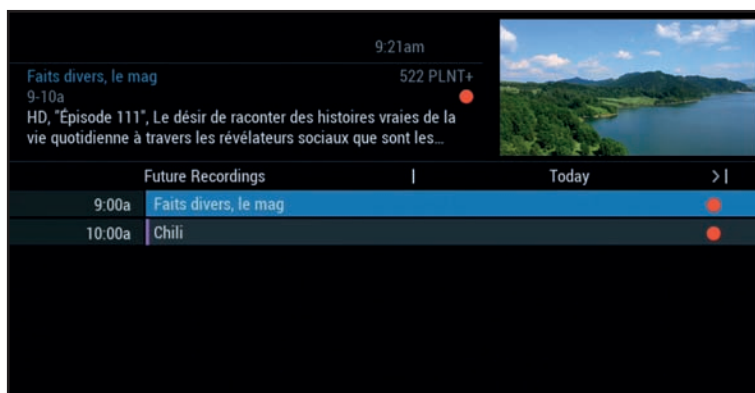 9:21am
Faits divers, le mag 522 PLNT+
9-10a
HD, "Épisode 111", Le désir de raconter des histoires vraies de la
vie quotidienne à travers les révélateurs sociaux que sont les...
Future Recordings | Today >|
9:00a Faits divers, le mag
10:00a Chili